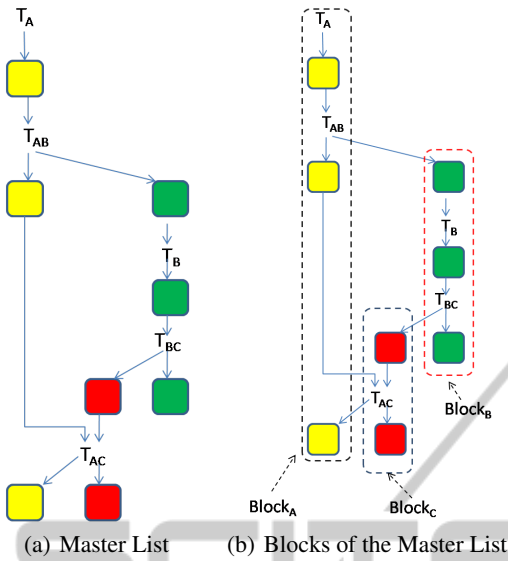 T_A
T_AB
T_B
T_BC
T_AC
(a) Master List
T_A
T_AB
T_B
T_BC
T_AC
Block_B
Block_A
Block_C
(b) Blocks of the Master List